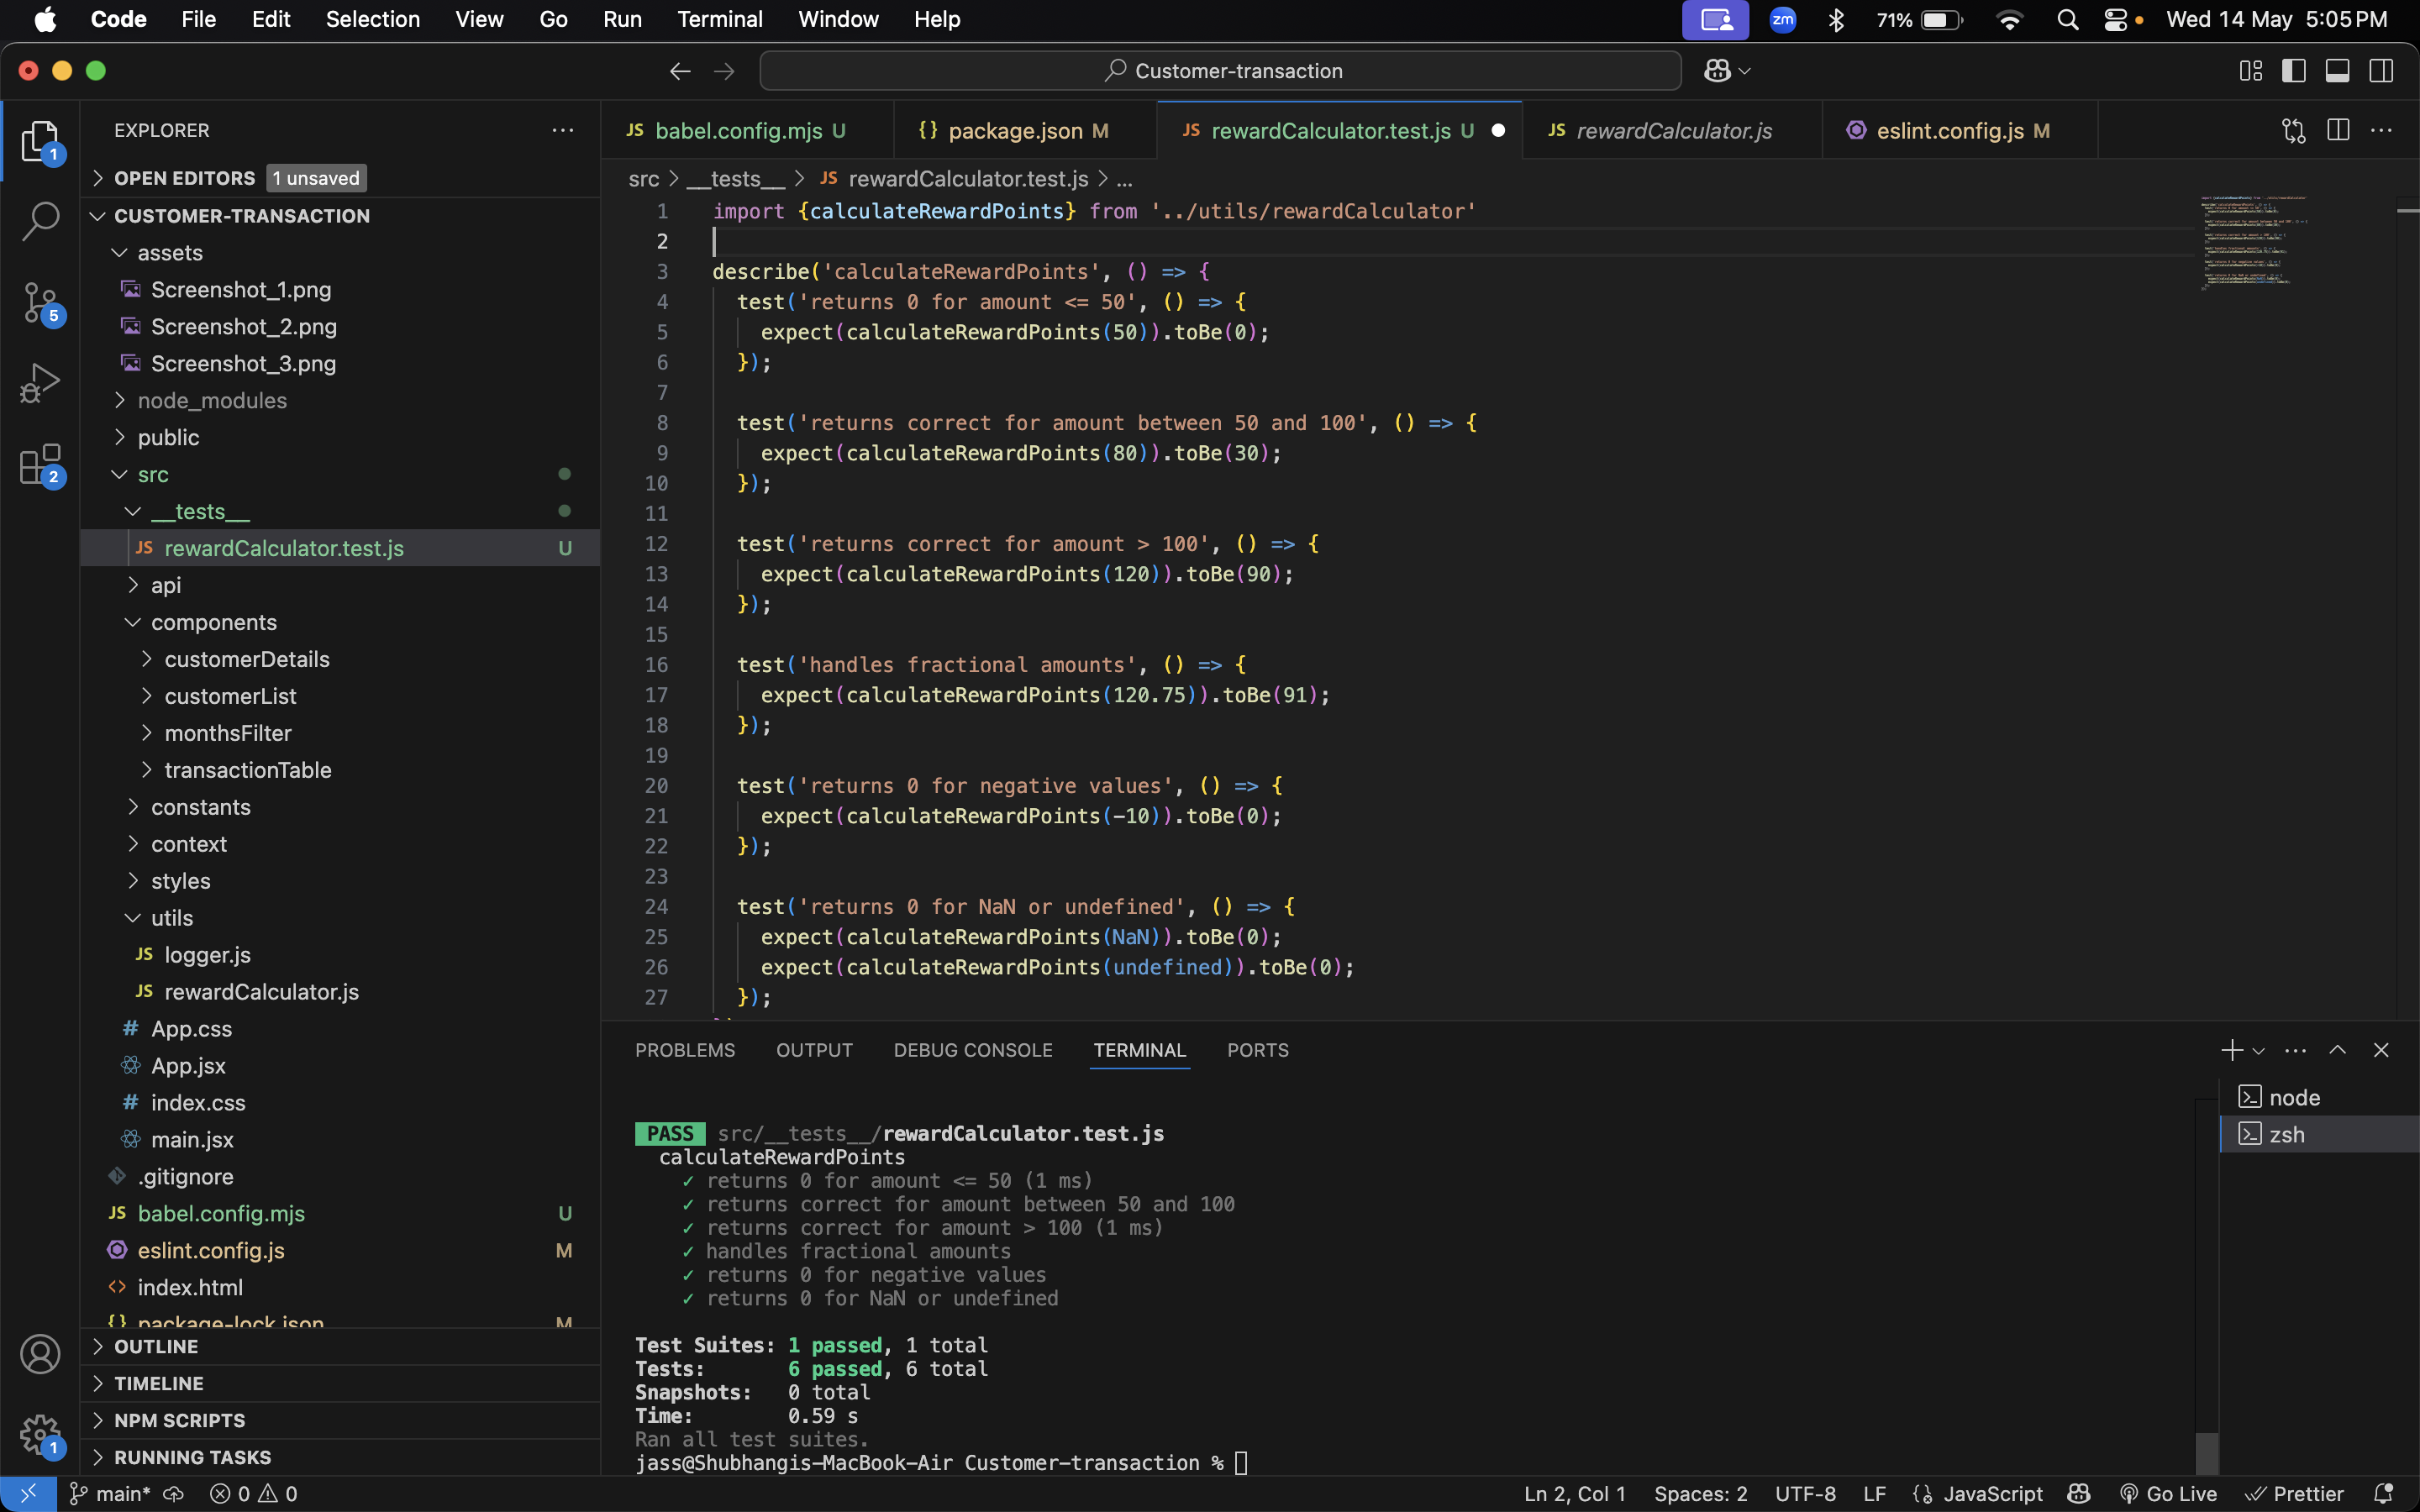 Code File Edit Selection View Go Run Terminal Window Help zm 71% Wed 14 May 5:05 PM
Customer-transaction
EXPLORER
OPEN EDITORS 1 unsaved
CUSTOMER-TRANSACTION
assets
Screenshot_1.png
Screenshot_2.png
Screenshot_3.png
node_modules
public
src
__tests__
JS rewardCalculator.test.js U
api
components
customerDetails
customerList
monthsFilter
transactionTable
constants
context
styles
utils
JS logger.js
JS rewardCalculator.js
# App.css
App.jsx
# index.css
main.jsx
.gitignore
JS babel.config.mjs U
eslint.config.js M
<> index.html
{} package-lock.json M
OUTLINE
TIMELINE
NPM SCRIPTS
RUNNING TASKS
1
5
2
1
JS babel.config.mjs U {} package.json M JS rewardCalculator.test.js U JS rewardCalculator.js eslint.config.js M
src > __tests__ > JS rewardCalculator.test.js > ...
1 import {calculateRewardPoints} from '../utils/rewardCalculator'
2
3 describe('calculateRewardPoints', () => {
4 test('returns 0 for amount <= 50', () => {
5 expect(calculateRewardPoints(50)).toBe(0);
6 });
7
8 test('returns correct for amount between 50 and 100', () => {
9 expect(calculateRewardPoints(80)).toBe(30);
10 });
11
12 test('returns correct for amount > 100', () => {
13 expect(calculateRewardPoints(120)).toBe(90);
14 });
15
16 test('handles fractional amounts', () => {
17 expect(calculateRewardPoints(120.75)).toBe(91);
18 });
19
20 test('returns 0 for negative values', () => {
21 expect(calculateRewardPoints(-10)).toBe(0);
22 });
23
24 test('returns 0 for NaN or undefined', () => {
25 expect(calculateRewardPoints(NaN)).toBe(0);
26 expect(calculateRewardPoints(undefined)).toBe(0);
27 });
PROBLEMS OUTPUT DEBUG CONSOLE TERMINAL PORTS
node
zsh
PASS src/__tests__/rewardCalculator.test.js
calculateRewardPoints
✓ returns 0 for amount <= 50 (1 ms)
✓ returns correct for amount between 50 and 100
✓ returns correct for amount > 100 (1 ms)
✓ handles fractional amounts
✓ returns 0 for negative values
✓ returns 0 for NaN or undefined
Test Suites: 1 passed, 1 total
Tests: 6 passed, 6 total
Snapshots: 0 total
Time: 0.59 s
Ran all test suites.
jass@Shubhangis-MacBook-Air Customer-transaction %
main* 0 0 Ln 2, Col 1 Spaces: 2 UTF-8 LF JavaScript Go Live Prettier